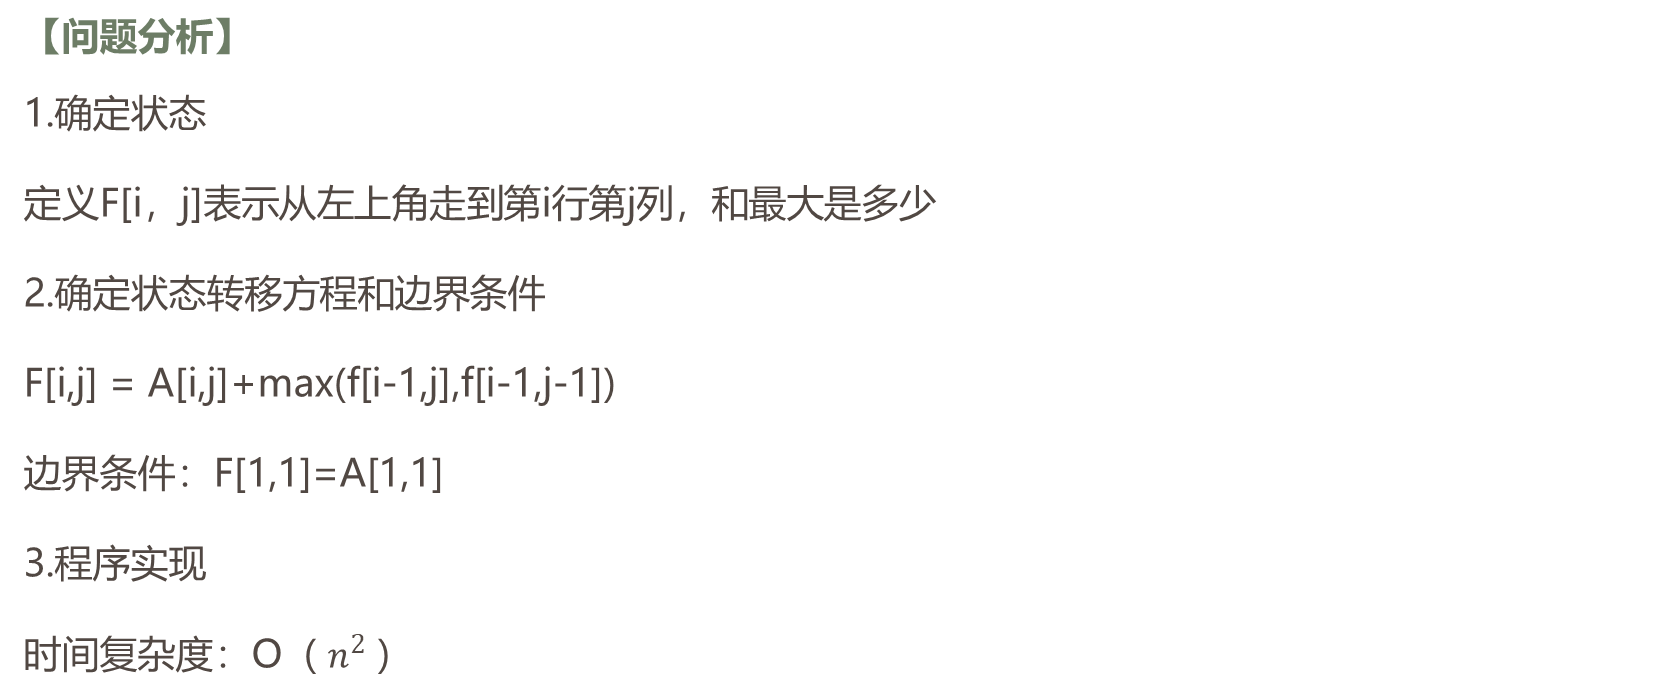 【问题分析】
1.确定状态
定义F[i，j]表示从左上角走到第i行第j列，和最大是多少
2.确定状态转移方程和边界条件
F[i,j] = A[i,j]+max(f[i-1,j],f[i-1,j-1])
边界条件：F[1,1]=A[1,1]
3.程序实现
时间复杂度：O（n²）